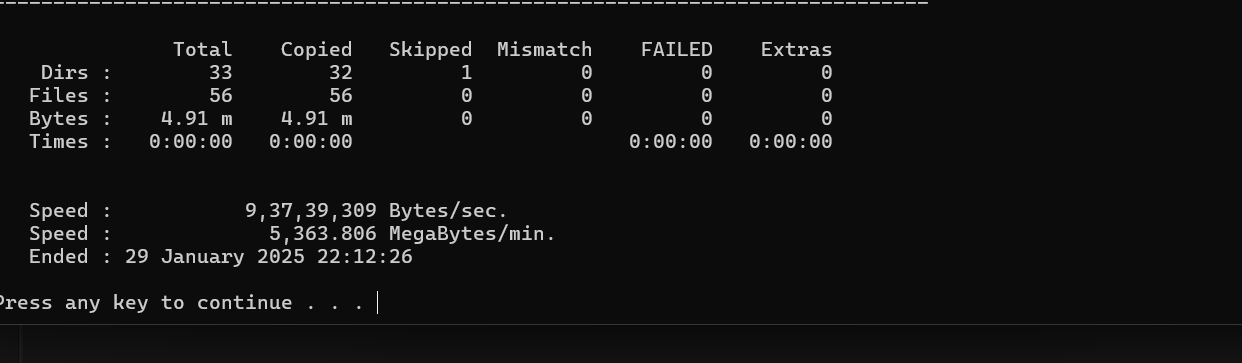 ------------------------------------------------------------------------------
               Total    Copied   Skipped  Mismatch    FAILED    Extras
    Dirs :        33        32         1         0         0         0
   Files :        56        56         0         0         0         0
   Bytes :    4.91 m    4.91 m         0         0         0         0
   Times :   0:00:00   0:00:00                       0:00:00   0:00:00
   Speed :           9,37,39,309 Bytes/sec.
   Speed :             5,363.806 MegaBytes/min.
   Ended : 29 January 2025 22:12:26
Press any key to continue . . .